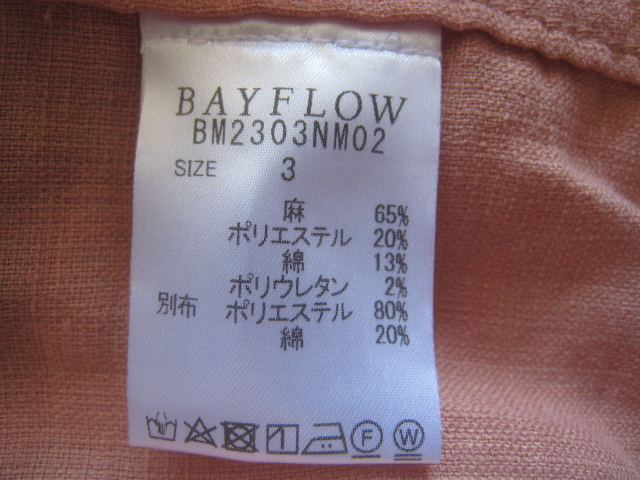 BAYFLOW
BM2303NM02
SIZE 3
麻 65%
ポリエステル 20%
綿 13%
ポリウレタン 2%
別布 ポリエステル 80%
綿 20%
F W